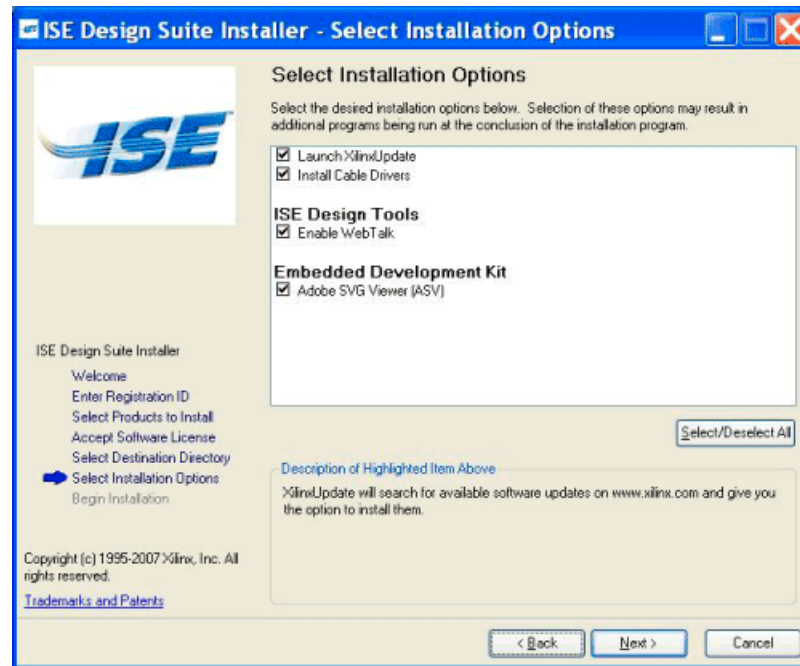 ISE Design Suite Installer - Select Installation Options
ISE
Select Installation Options
Select the desired installation options below. Selection of these options may result in
additional programs being run at the conclusion of the installation program.
Launch XilinxUpdate
Install Cable Drivers
ISE Design Tools
Enable WebTalk
Embedded Development Kit
Adobe SVG Viewer (ASV)
ISE Design Suite Installer
Welcome
Enter Registration ID
Select Products to Install
Accept Software License
Select Destination Directory
Select Installation Options
Begin Installation
Select/Deselect All
Description of Highlighted Item Above
XilinxUpdate will search for available software updates on www.xilinx.com and give you
the option to install them.
Copyright (c) 1995-2007 Xilinx, Inc. All
rights reserved.
Trademarks and Patents
< Back
Next >
Cancel